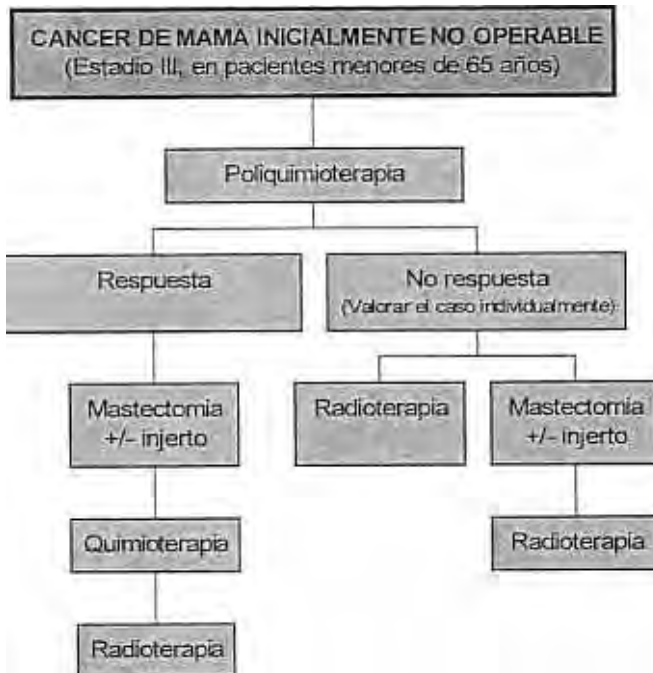 CANCER DE MAMA INICIALMENTE NO OPERABLE
(Estadio III, en pacientes menores de 65 años)
Poliquimioterapia
Respuesta
No respuesta
(Valorar el caso individualmente)
Mastectomia
+/- injerto
Radioterapia
Mastectomia
+/- injerto
Quimioterapia
Radioterapia
Radioterapia